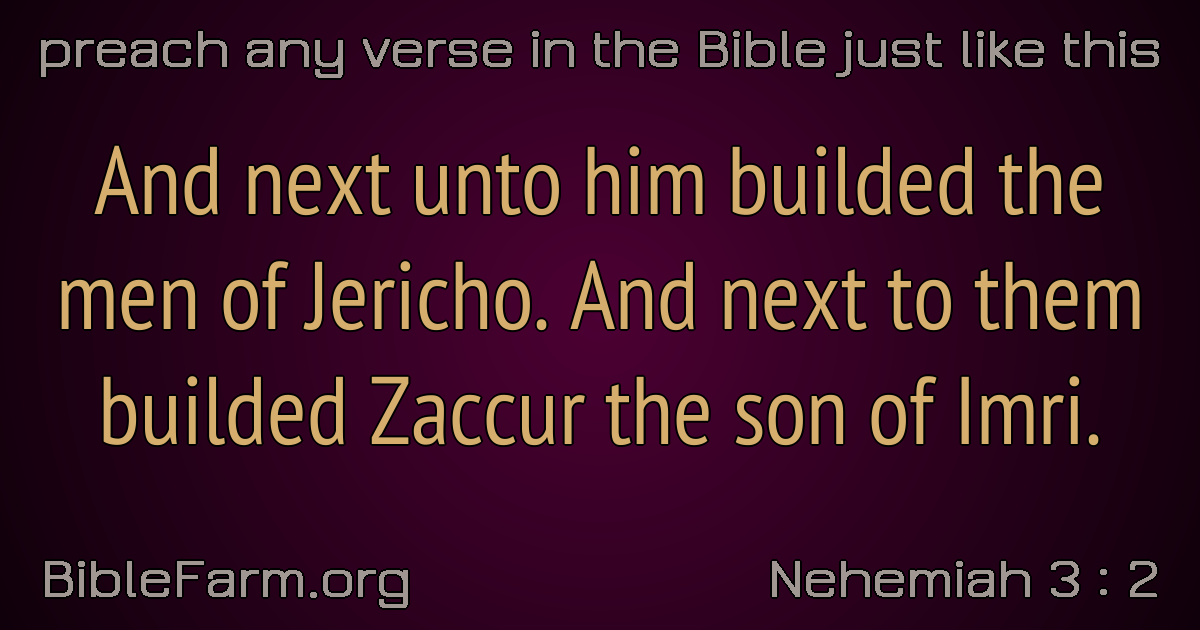 preach any verse in the Bible just like this
And next unto him builded the
men of Jericho. And next to them
builded Zaccur the son of Imri.
BibleFarm.org
Nehemiah 3 : 2